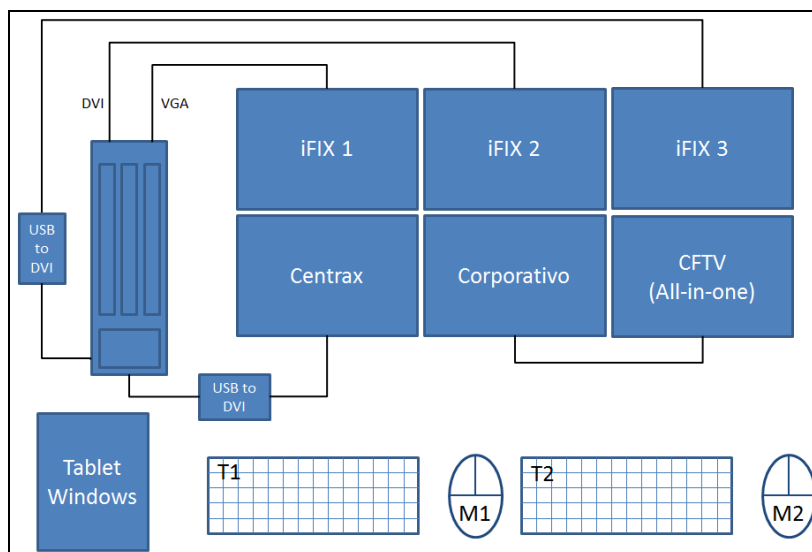 DVI
VGA
iFIX 1
iFIX 2
iFIX 3
USB
to
DVI
Centrax
Corporativo
CFTV
(All-in-one)
USB to
DVI
Tablet
Windows
T1
M1
T2
M2